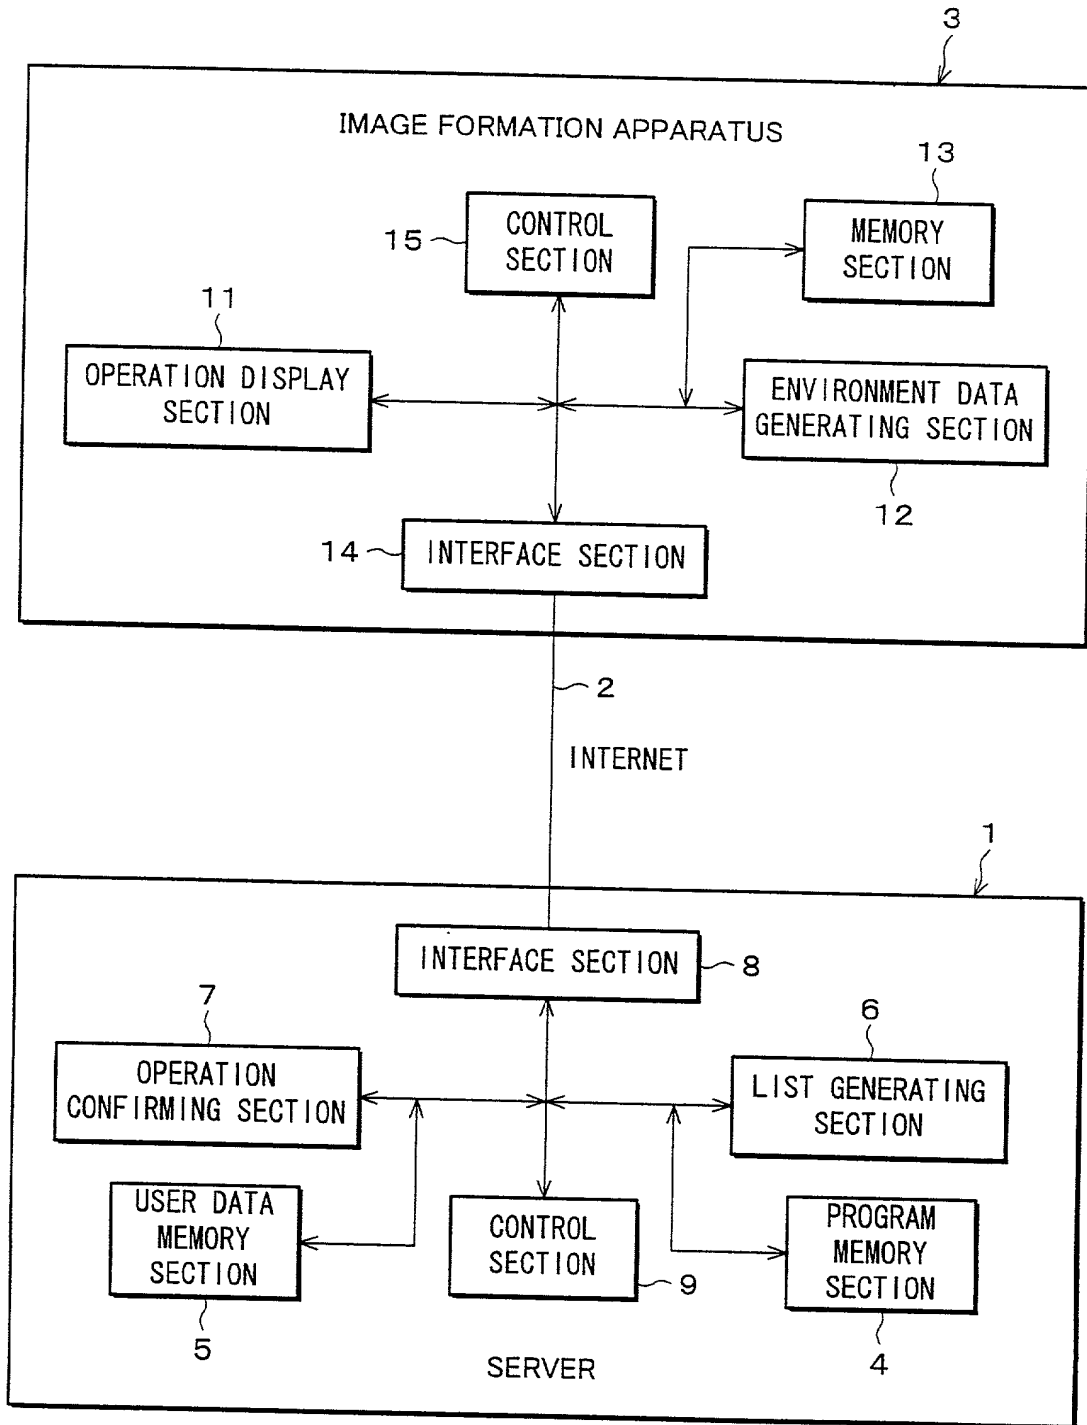 3
IMAGE FORMATION APPARATUS
13
15
CONTROL
SECTION
MEMORY
SECTION
11
OPERATION DISPLAY
SECTION
ENVIRONMENT DATA
GENERATING SECTION
12
14
INTERFACE SECTION
2
INTERNET
1
INTERFACE SECTION
8
7
6
OPERATION
CONFIRMING SECTION
LIST GENERATING
SECTION
USER DATA
MEMORY
SECTION
5
CONTROL
SECTION
9
PROGRAM
MEMORY
SECTION
4
SERVER